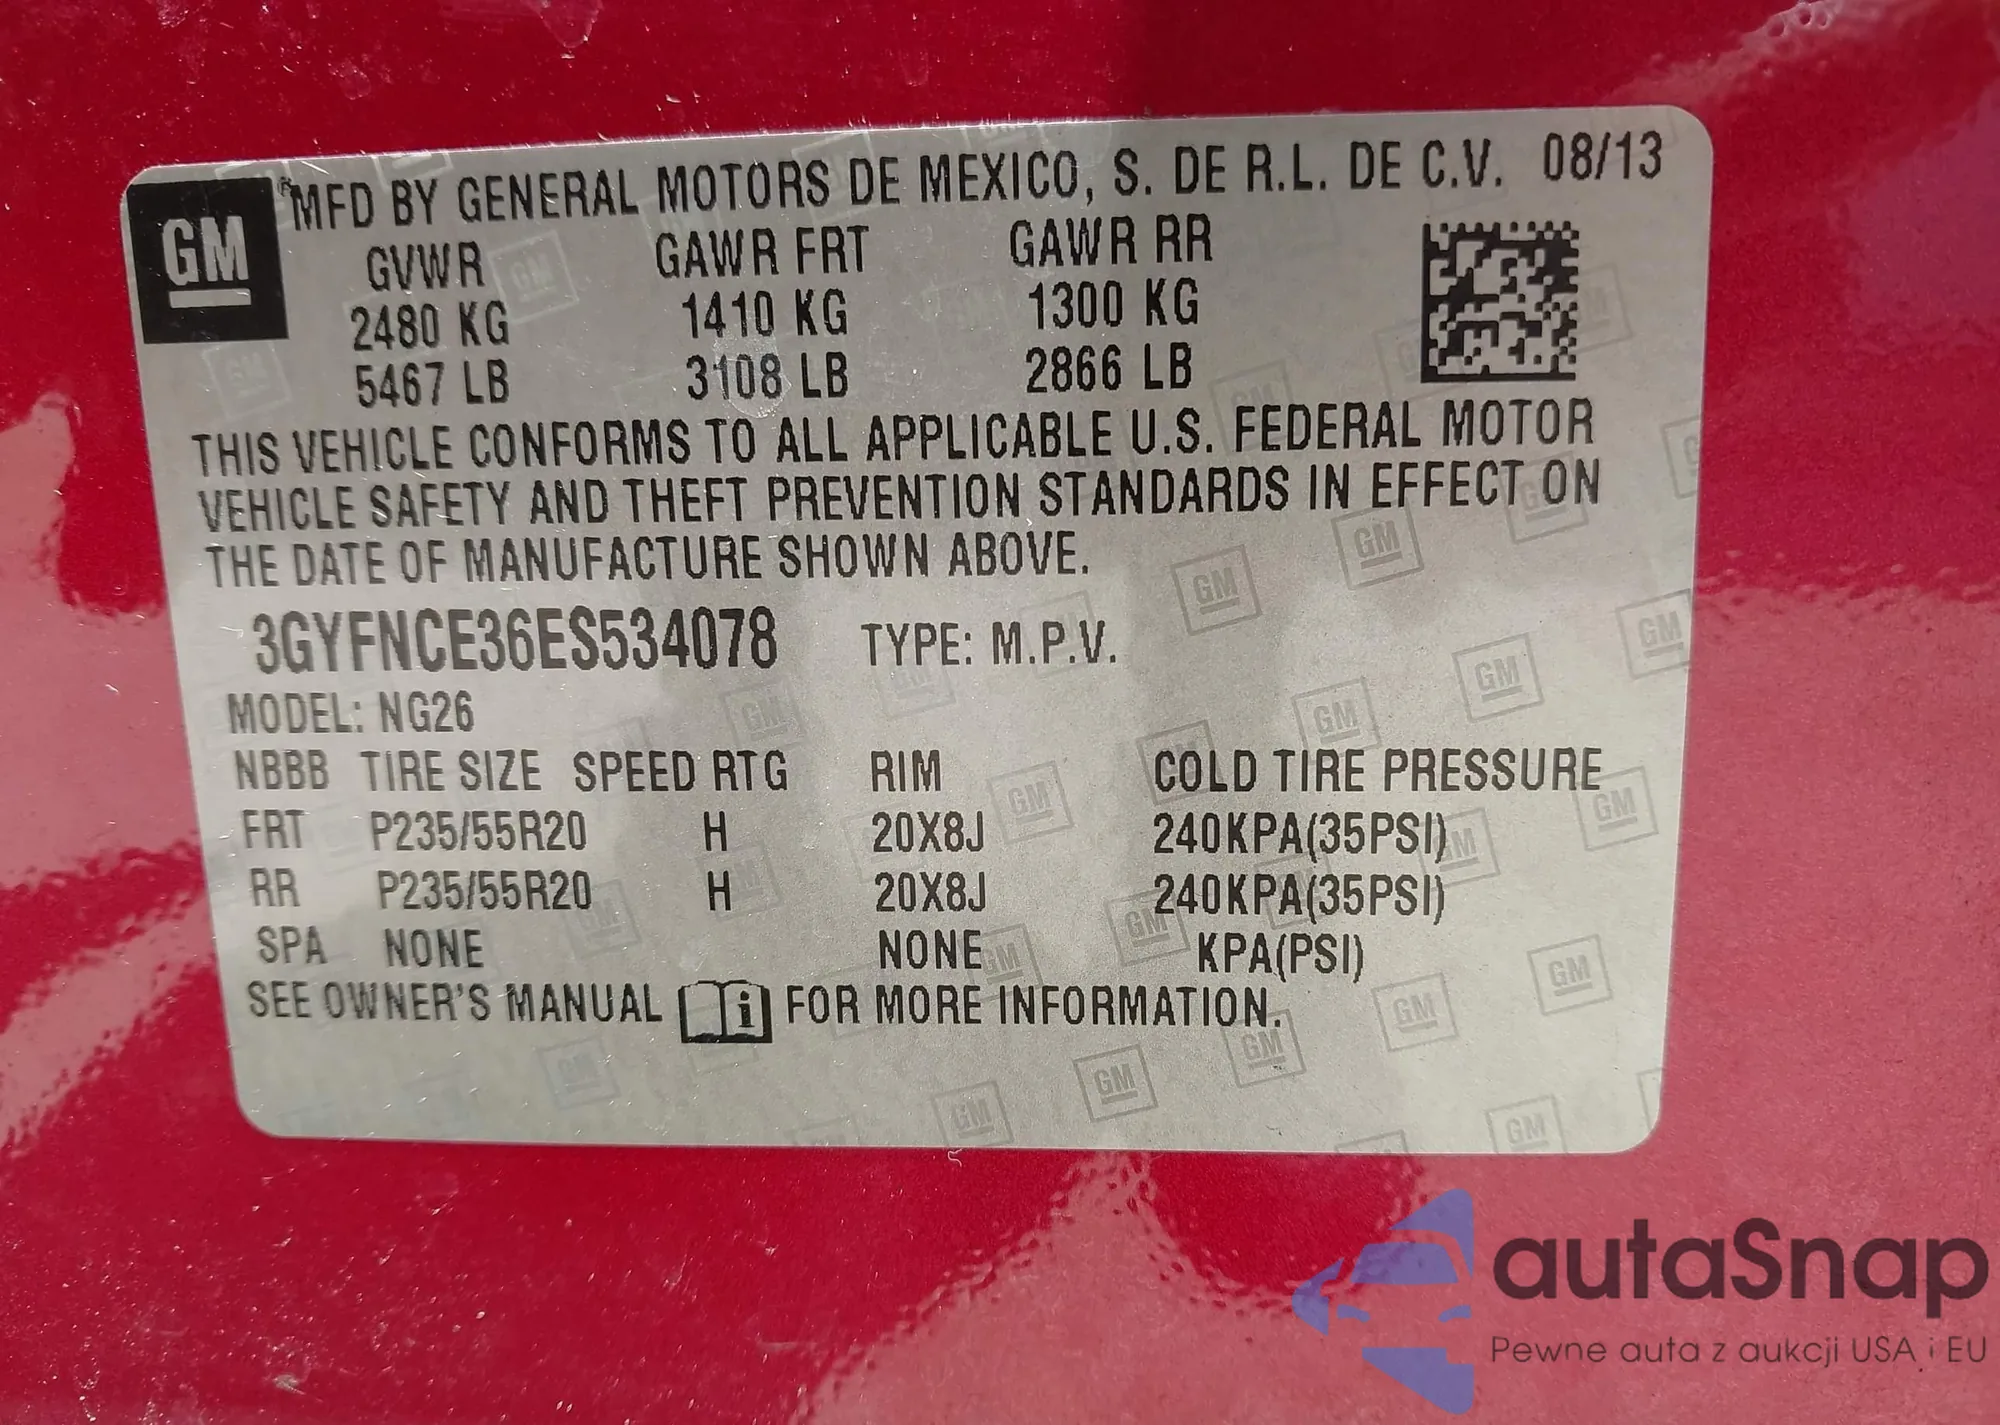 GM
® MFD BY GENERAL MOTORS DE MEXICO, S. DE R.L. DE C.V. 08/13
GVWR GAWR FRT GAWR RR
2480 KG 1410 KG 1300 KG
5467 LB 3108 LB 2866 LB
THIS VEHICLE CONFORMS TO ALL APPLICABLE U.S. FEDERAL MOTOR
VEHICLE SAFETY AND THEFT PREVENTION STANDARDS IN EFFECT ON
THE DATE OF MANUFACTURE SHOWN ABOVE.
3GYFNCE36ES534078 TYPE: M.P.V.
MODEL: NG26
NBBB TIRE SIZE SPEED RTG RIM COLD TIRE PRESSURE
FRT P235/55R20 H 20X8J 240KPA(35PSI)
RR P235/55R20 H 20X8J 240KPA(35PSI)
SPA NONE NONE KPA(PSI)
SEE OWNER'S MANUAL i FOR MORE INFORMATION.
autaSnap
Pewne auta z aukcji USA i EU